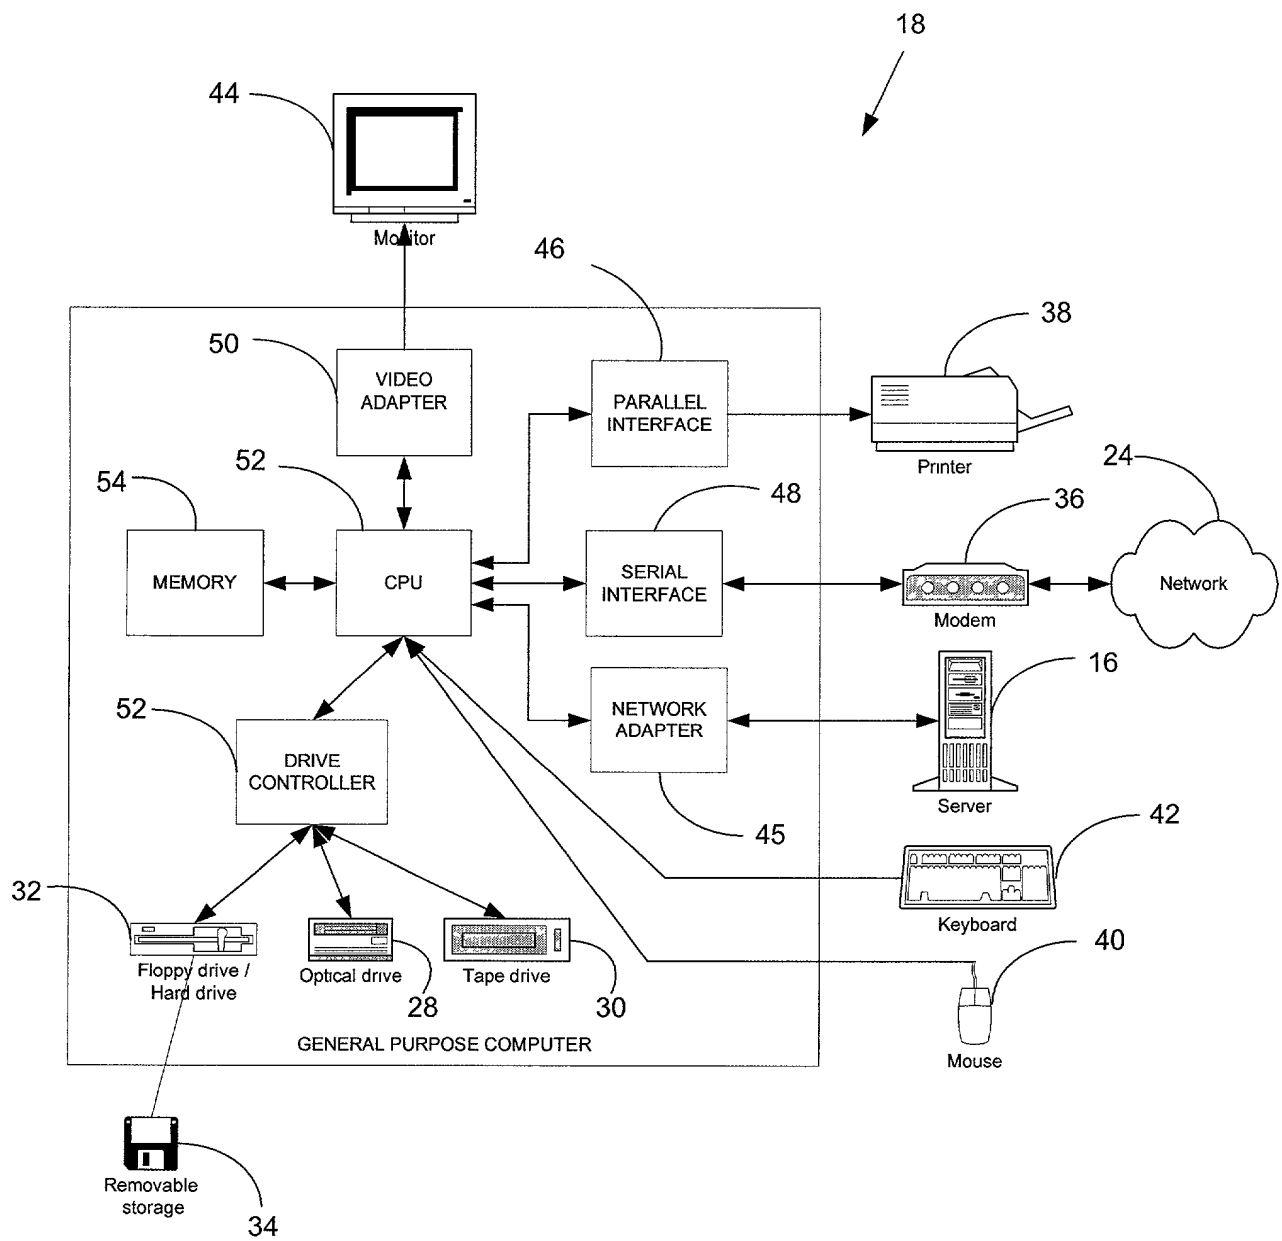 18
44
Monitor
46
38
50
VIDEO
ADAPTER
PARALLEL
INTERFACE
Printer
52
24
54
48
36
MEMORY
CPU
SERIAL
INTERFACE
Network
Modem
16
52
NETWORK
ADAPTER
DRIVE
CONTROLLER
Server
45
42
32
Keyboard
Floppy drive /
Hard drive
Optical drive
Tape drive
40
28
30
GENERAL PURPOSE COMPUTER
Mouse
Removable
storage
34